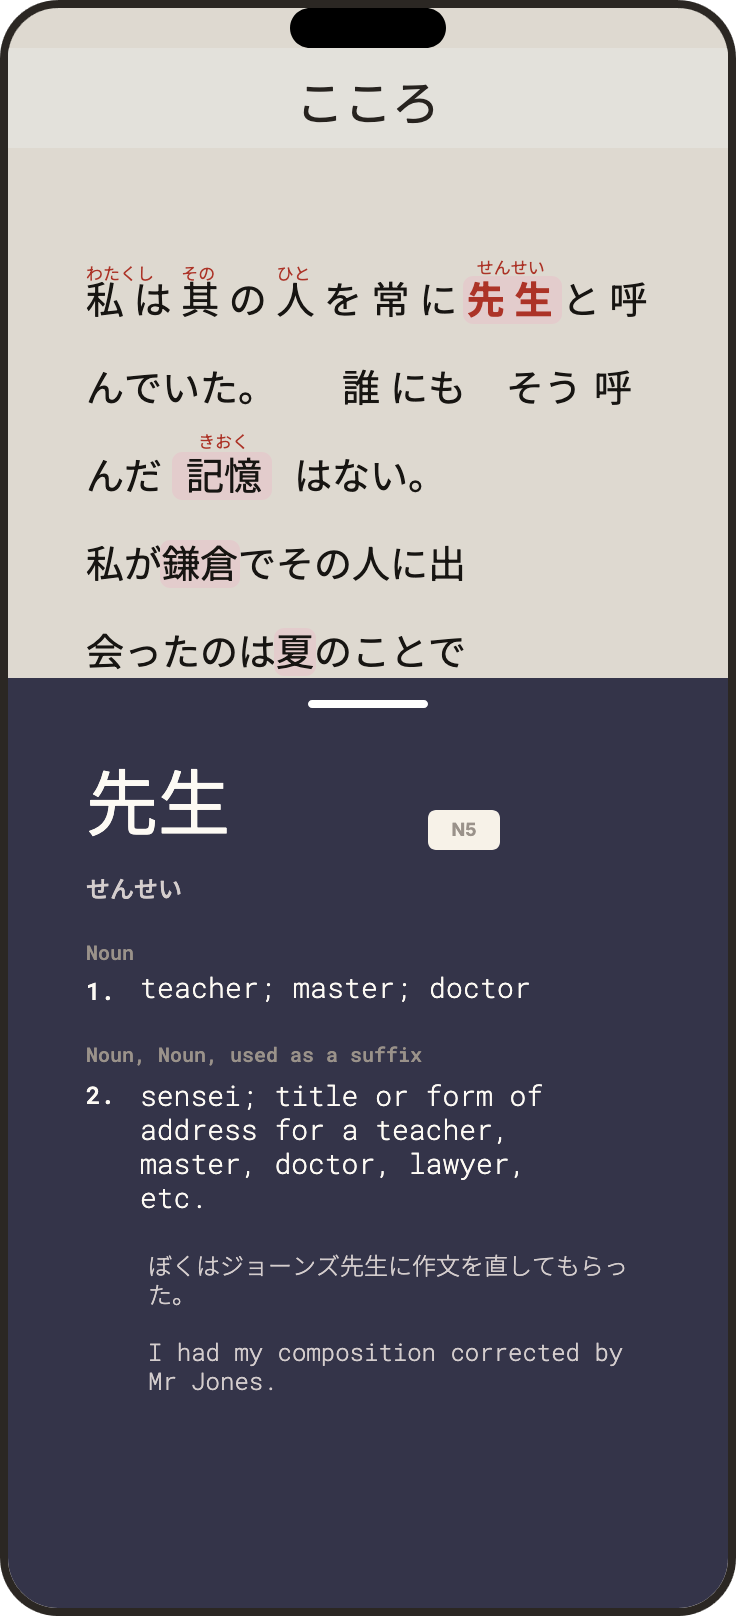 こころ
わたくし その ひと せんせい
私は其の人を常に先生と呼
んでいた。 誰にも そう呼
きおく
んだ 記憶 はない。
私が鎌倉でその人に出
会ったのは夏のことで
先生
N5
せんせい
Noun
1. teacher; master; doctor
Noun, Noun, used as a suffix
2. sensei; title or form of
address for a teacher,
master, doctor, lawyer,
etc.
ぼくはジョーンズ先生に作文を直してもらっ
た。
I had my composition corrected by
Mr Jones.